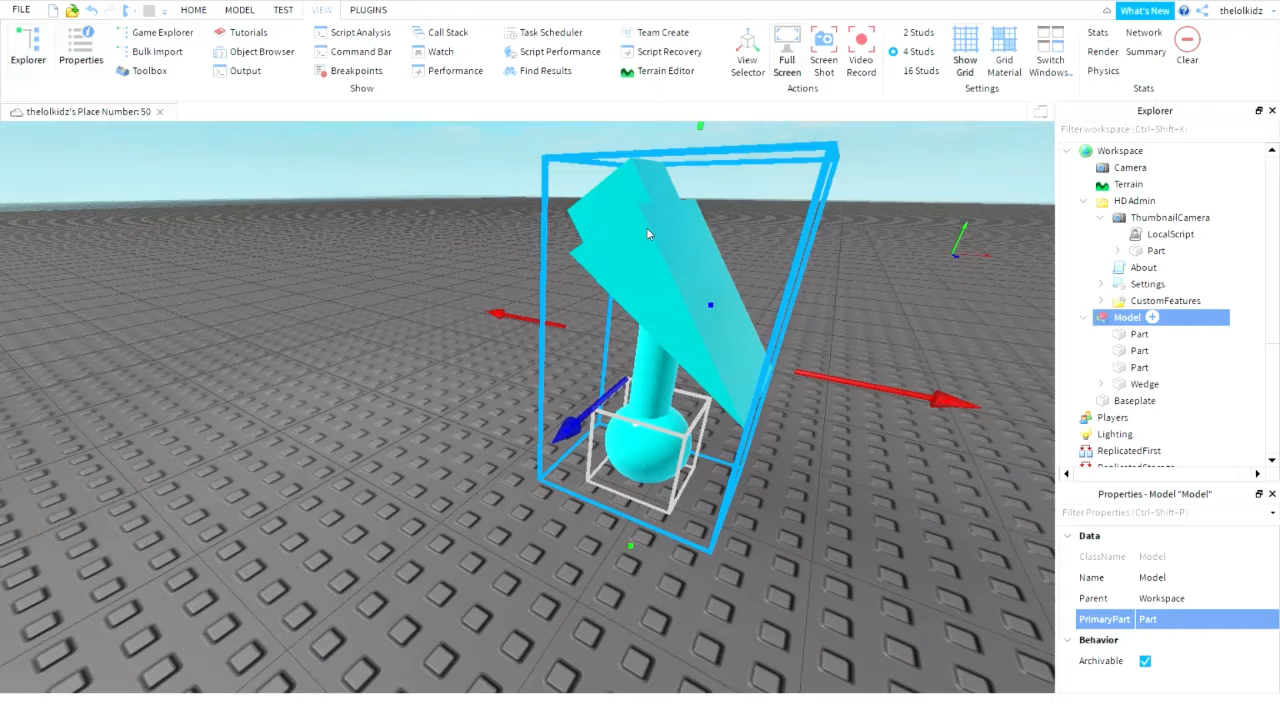 FILE HOME MODEL TEST VIEW PLUGINS What's New thelolkidz
Explorer
Properties
Game Explorer
Bulk Import
Toolbox
Tutorials
Object Browser
Output
Script Analysis
Command Bar
Breakpoints
Call Stack
Watch
Performance
Task Scheduler
Script Performance
Find Results
Team Create
Script Recovery
Terrain Editor
Show
View Selector
Full Screen
Screen Shot
Video Record
Actions
2 Studs
4 Studs
16 Studs
Show Grid
Grid Material
Switch Windows
Settings
Stats Network
Render Summary
Physics
Clear
Stats
thelolkidz's Place Number: 50
Explorer
Filter workspace (Ctrl+Shift+X)
Workspace
Camera
Terrain
HD Admin
ThumbnailCamera
LocalScript
Part
About
Settings
CustomFeatures
Model
Part
Part
Part
Wedge
Baseplate
Players
Lighting
ReplicatedFirst
Properties - Model "Model"
Filter Properties (Ctrl+Shift+P)
Data
ClassName Model
Name Model
Parent Workspace
PrimaryPart Part
Behavior
Archivable